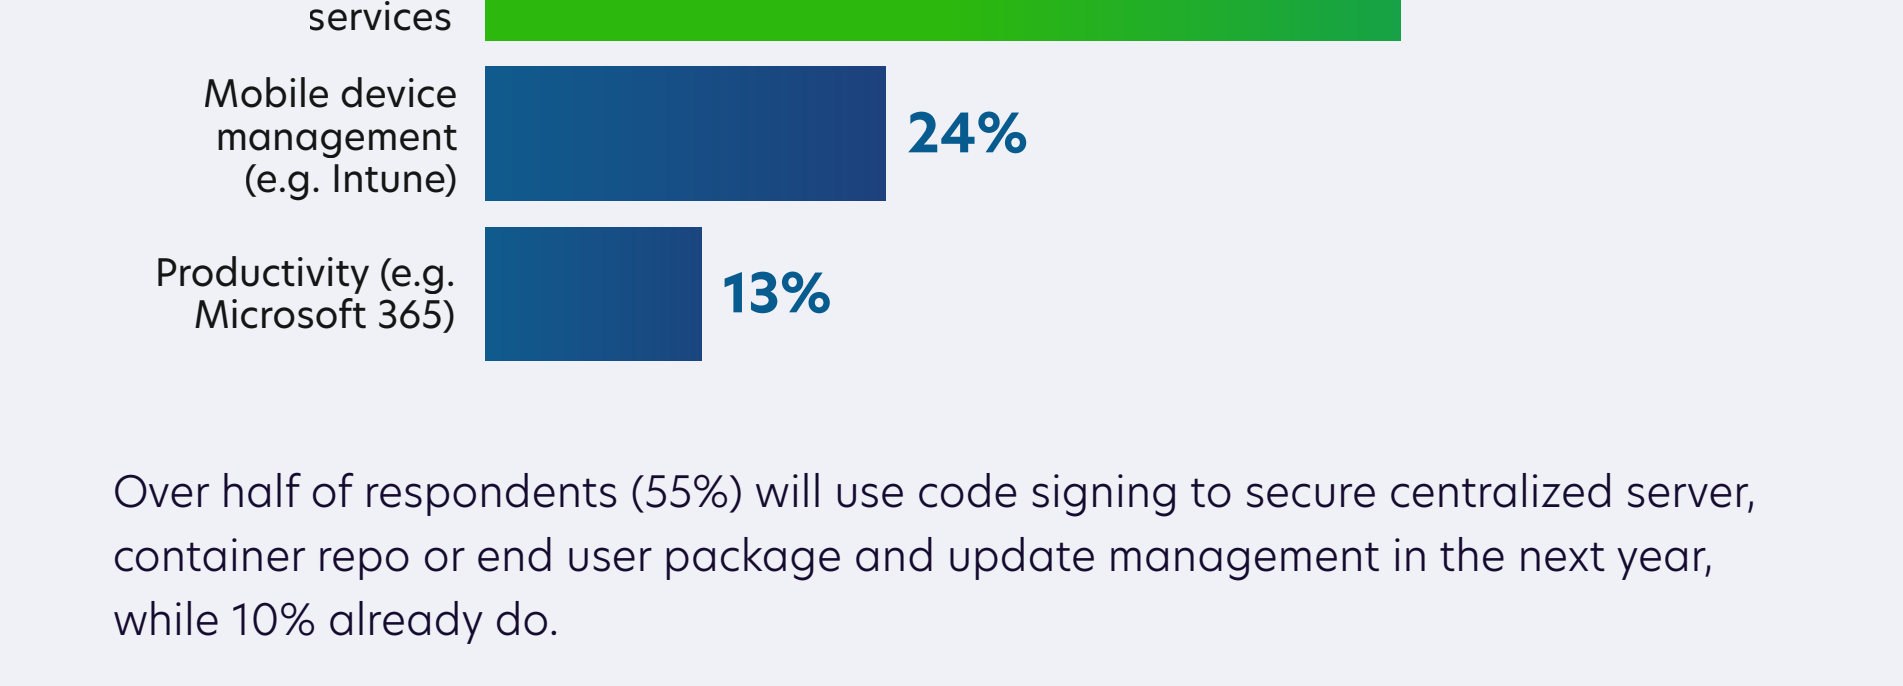 services
Mobile device
management
(e.g. Intune)
24%
Productivity (e.g.
Microsoft 365)
13%
Over half of respondents (55%) will use code signing to secure centralized server,
container repo or end user package and update management in the next year,
while 10% already do.